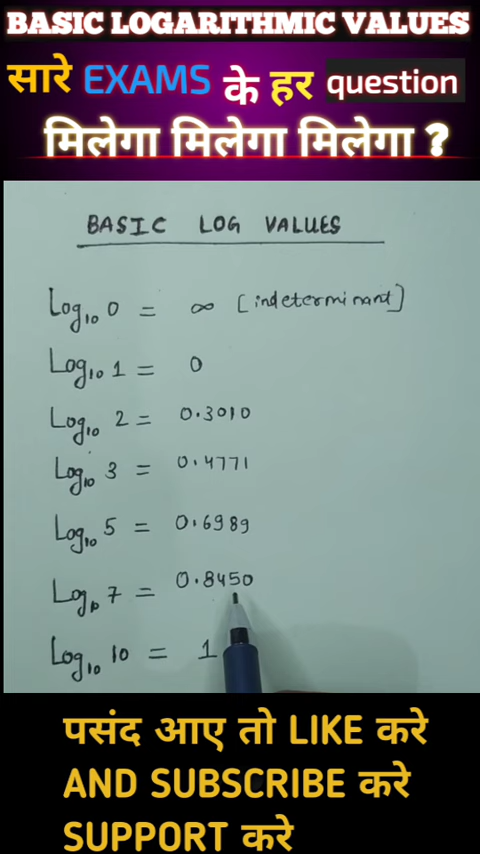 BASIC LOGARITHMIC VALUES
सारे EXAMS के हर question
मिलेगा मिलेगा मिलेगा ?
BASIC LOG VALUES
Log₁₀ 0 = ∞ [indeterminant]
Log₁₀ 1 = 0
Log₁₀ 2 = 0.3010
Log₁₀ 3 = 0.4771
Log₁₀ 5 = 0.6989
Log₁₀ 7 = 0.8450
Log₁₀ 10 = 1
पसंद आए तो LIKE करे
AND SUBSCRIBE करे
SUPPORT करे